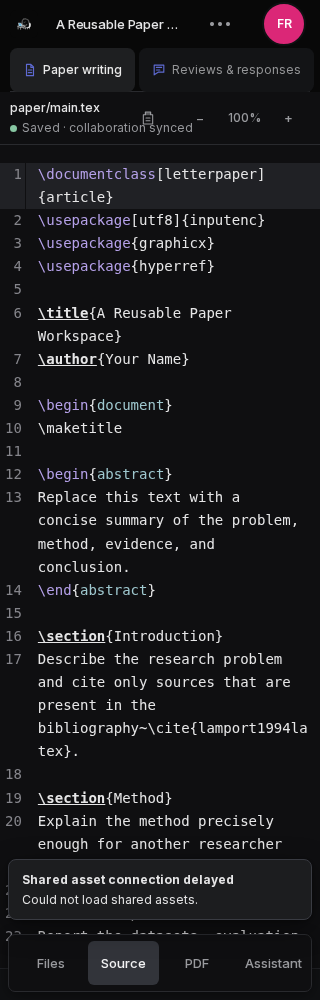 A Reusable Paper ...
FR
Paper writing
Reviews & responses
paper/main.tex
Saved · collaboration synced
− 100% +
1 \documentclass[letterpaper]
{article}
2 \usepackage[utf8]{inputenc}
3 \usepackage{graphicx}
4 \usepackage{hyperref}
5
6 \title{A Reusable Paper
Workspace}
7 \author{Your Name}
8
9 \begin{document}
10 \maketitle
11
12 \begin{abstract}
13 Replace this text with a
concise summary of the problem,
method, evidence, and
conclusion.
14 \end{abstract}
15
16 \section{Introduction}
17 Describe the research problem
and cite only sources that are
present in the
bibliography~\cite{lamport1994la
tex}.
18
19 \section{Method}
20 Explain the method precisely
enough for another researcher
Shared asset connection delayed
Could not load shared assets.
Files
Source
PDF
Assistant